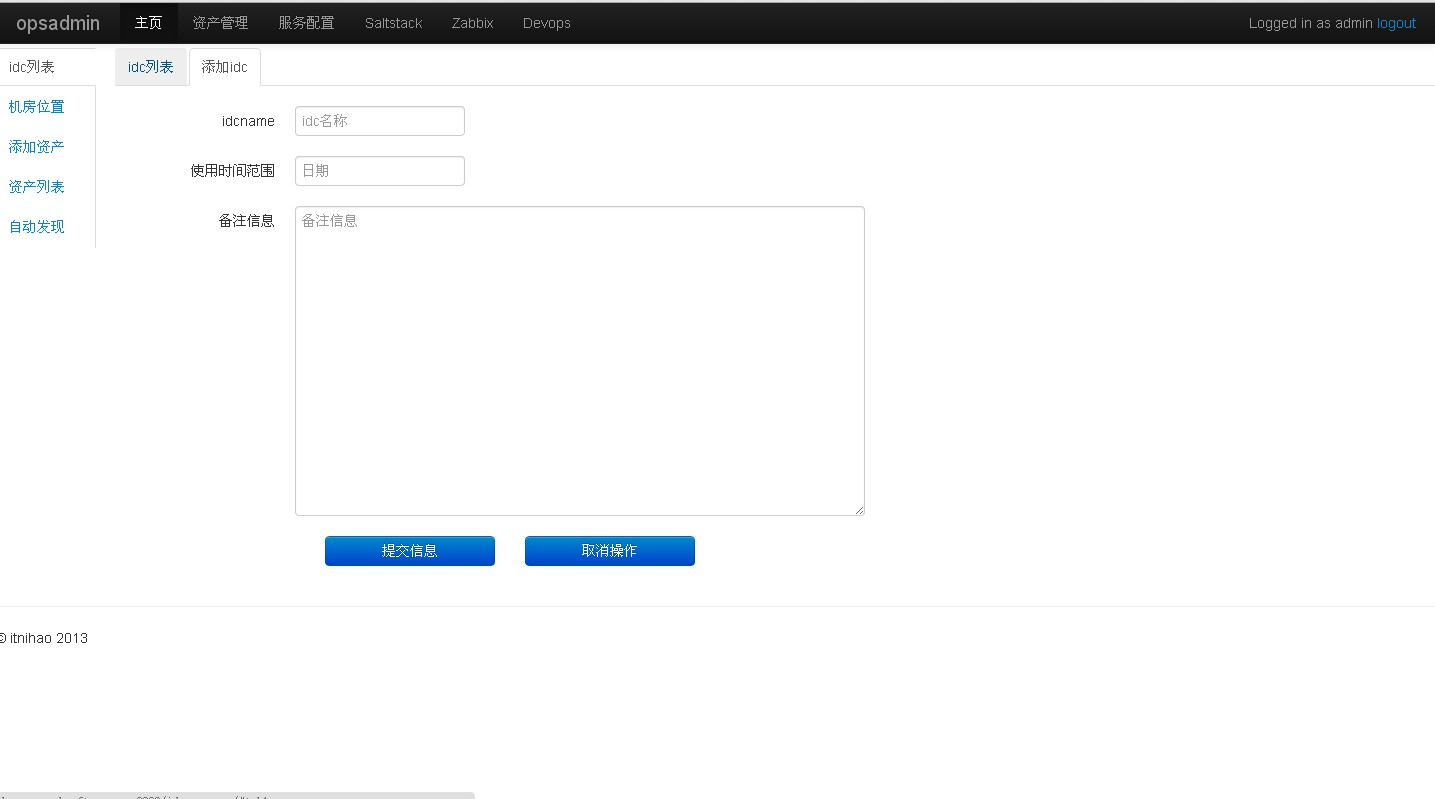 opsadmin 主页 资产管理 服务配置 Saltstack Zabbix Devops Logged in as admin logout
idc列表 idc列表 添加idc
机房位置
添加资产
资产列表
自动发现
idcname idc名称
使用时间范围 日期
备注信息 备注信息
提交信息 取消操作
© itnihao 2013